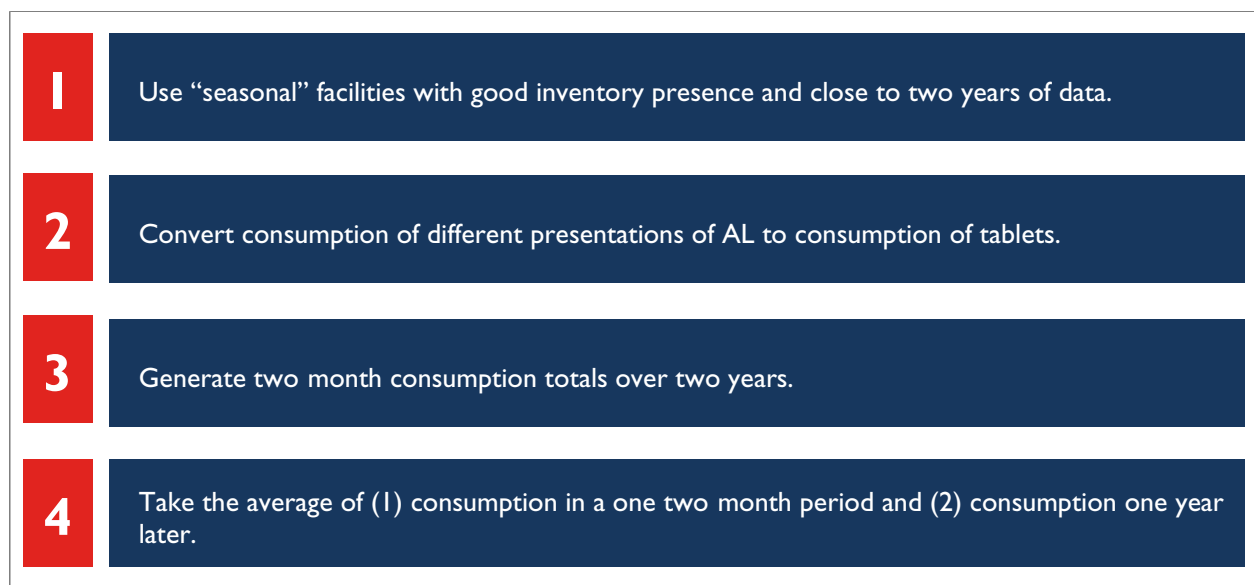 1
Use “seasonal” facilities with good inventory presence and close to two years of data.
2
Convert consumption of different presentations of AL to consumption of tablets.
3
Generate two month consumption totals over two years.
4
Take the average of (1) consumption in a one two month period and (2) consumption one year
later.